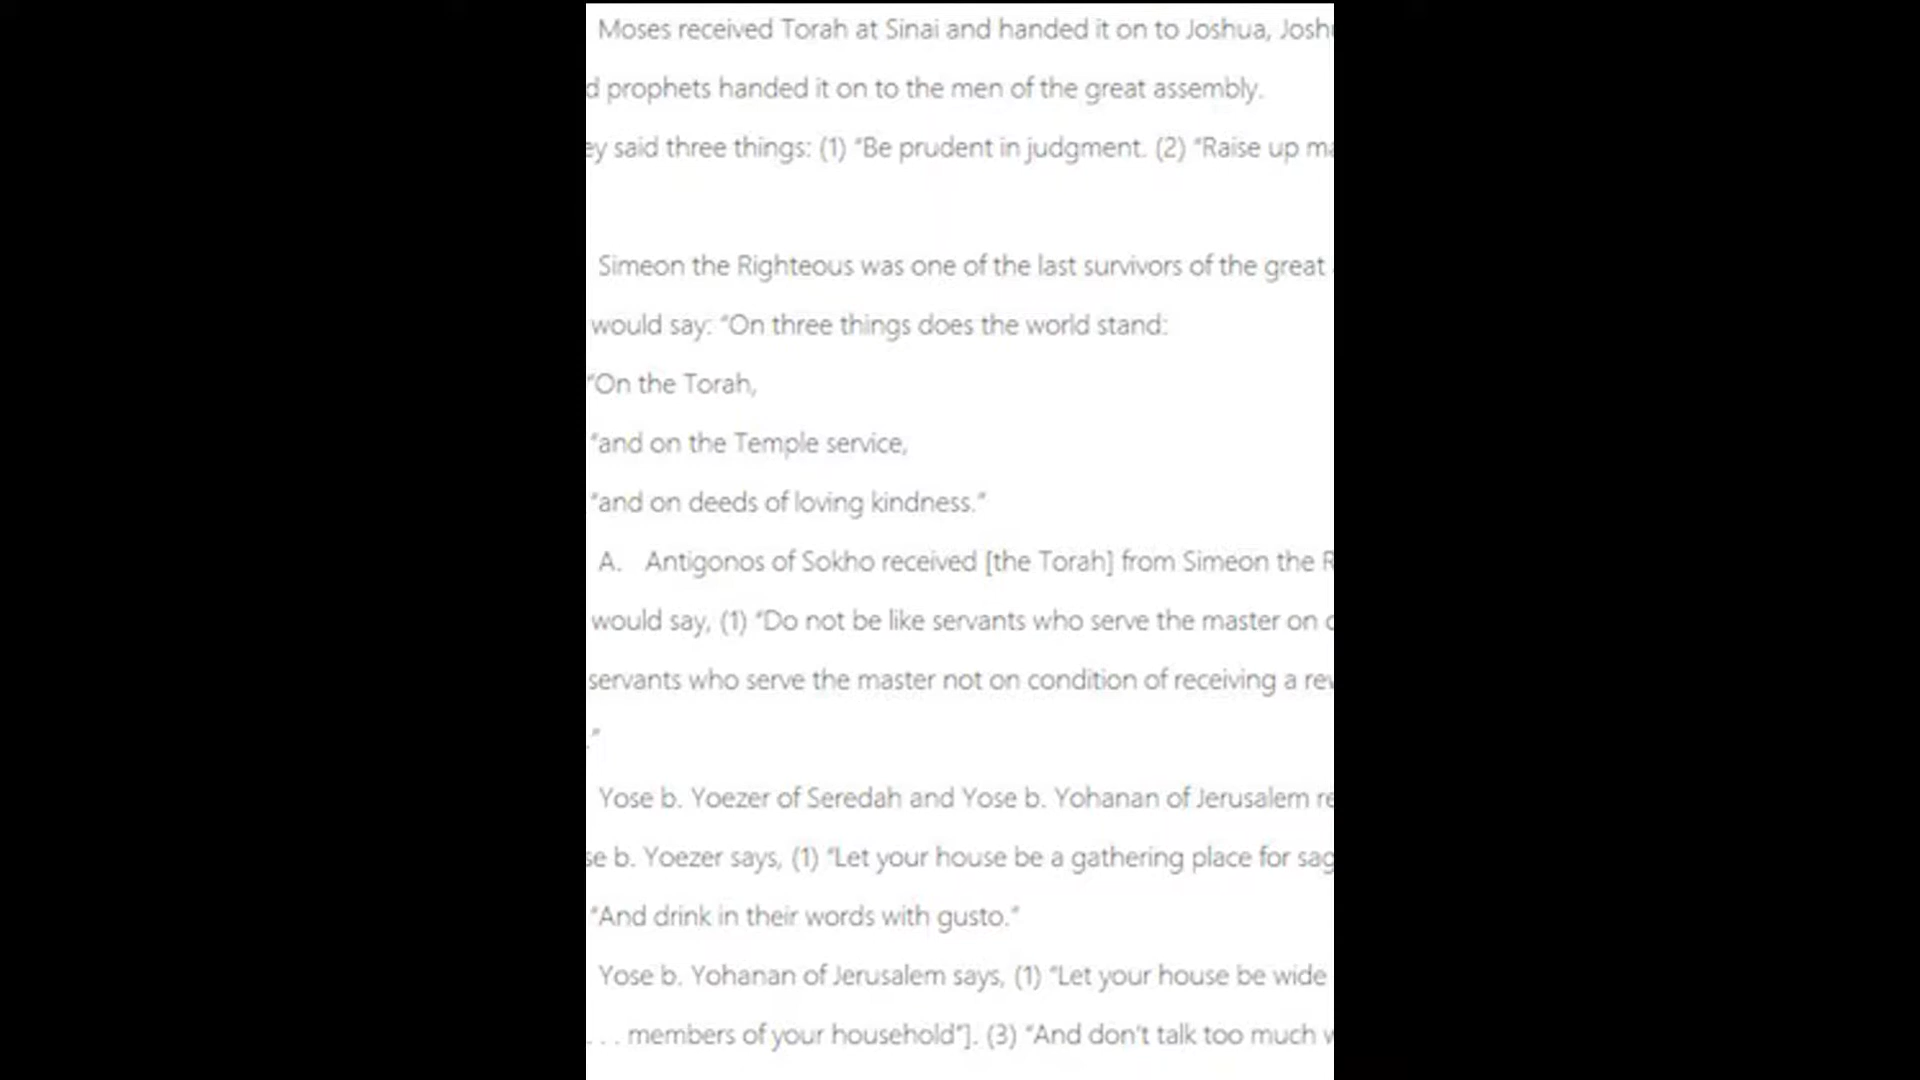 Moses received Torah at Sinai and handed it on to Joshua, Josh
d prophets handed it on to the men of the great assembly.
ey said three things: (1) “Be prudent in judgment. (2) “Raise up ma
Simeon the Righteous was one of the last survivors of the great
would say: “On three things does the world stand:
“On the Torah,
“and on the Temple service,
“and on deeds of loving kindness.”
A. Antigonos of Sokho received [the Torah] from Simeon the R
would say, (1) “Do not be like servants who serve the master on c
servants who serve the master not on condition of receiving a rew
.”
Yose b. Yoezer of Seredah and Yose b. Yohanan of Jerusalem re
se b. Yoezer says, (1) “Let your house be a gathering place for sag
“And drink in their words with gusto.”
Yose b. Yohanan of Jerusalem says, (1) “Let your house be wide
. . . members of your household”]. (3) “And don't talk too much w